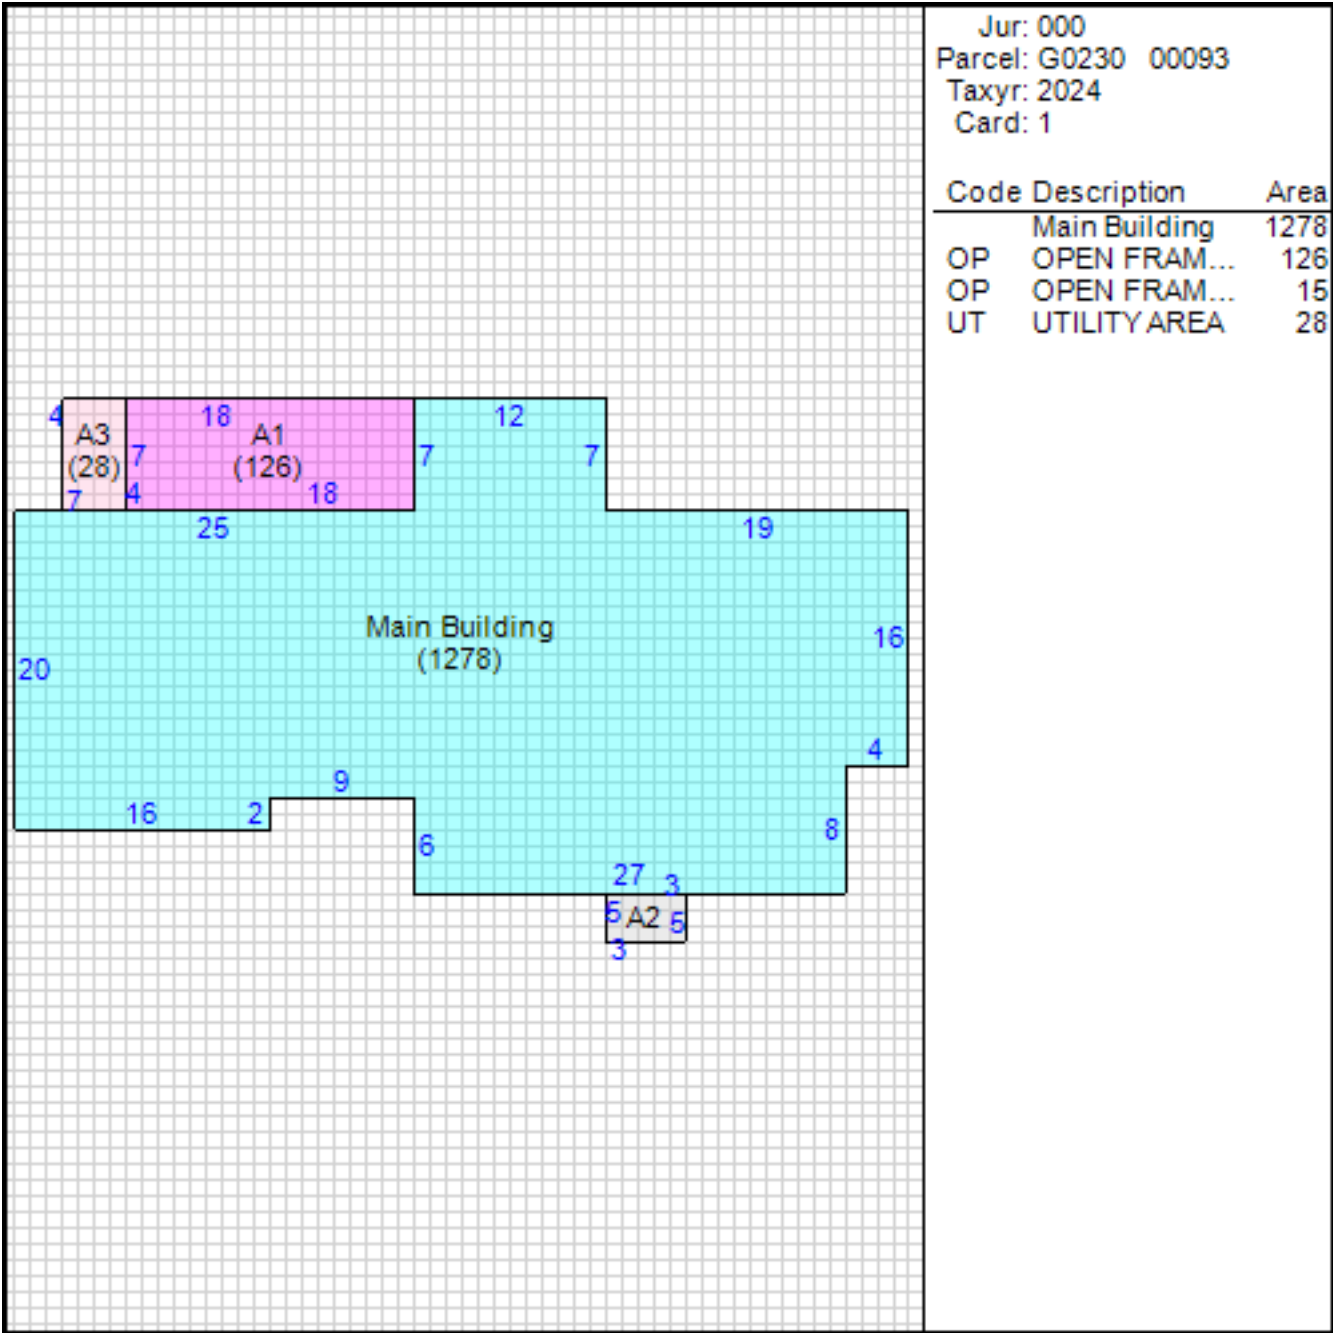 Jur: 000
Parcel: G0230 00093
Taxyr: 2024
Card: 1
Code Description Area
Main Building 1278
OP OPEN FRAM... 126
OP OPEN FRAM... 15
UT UTILITY AREA 28
4 18 12
A3 A1
7 7 7
(28) (126)
7 4 18
25 19
Main Building
(1278)
16
20
4
9
16 2
8
6
27 3
5 A2 5
3